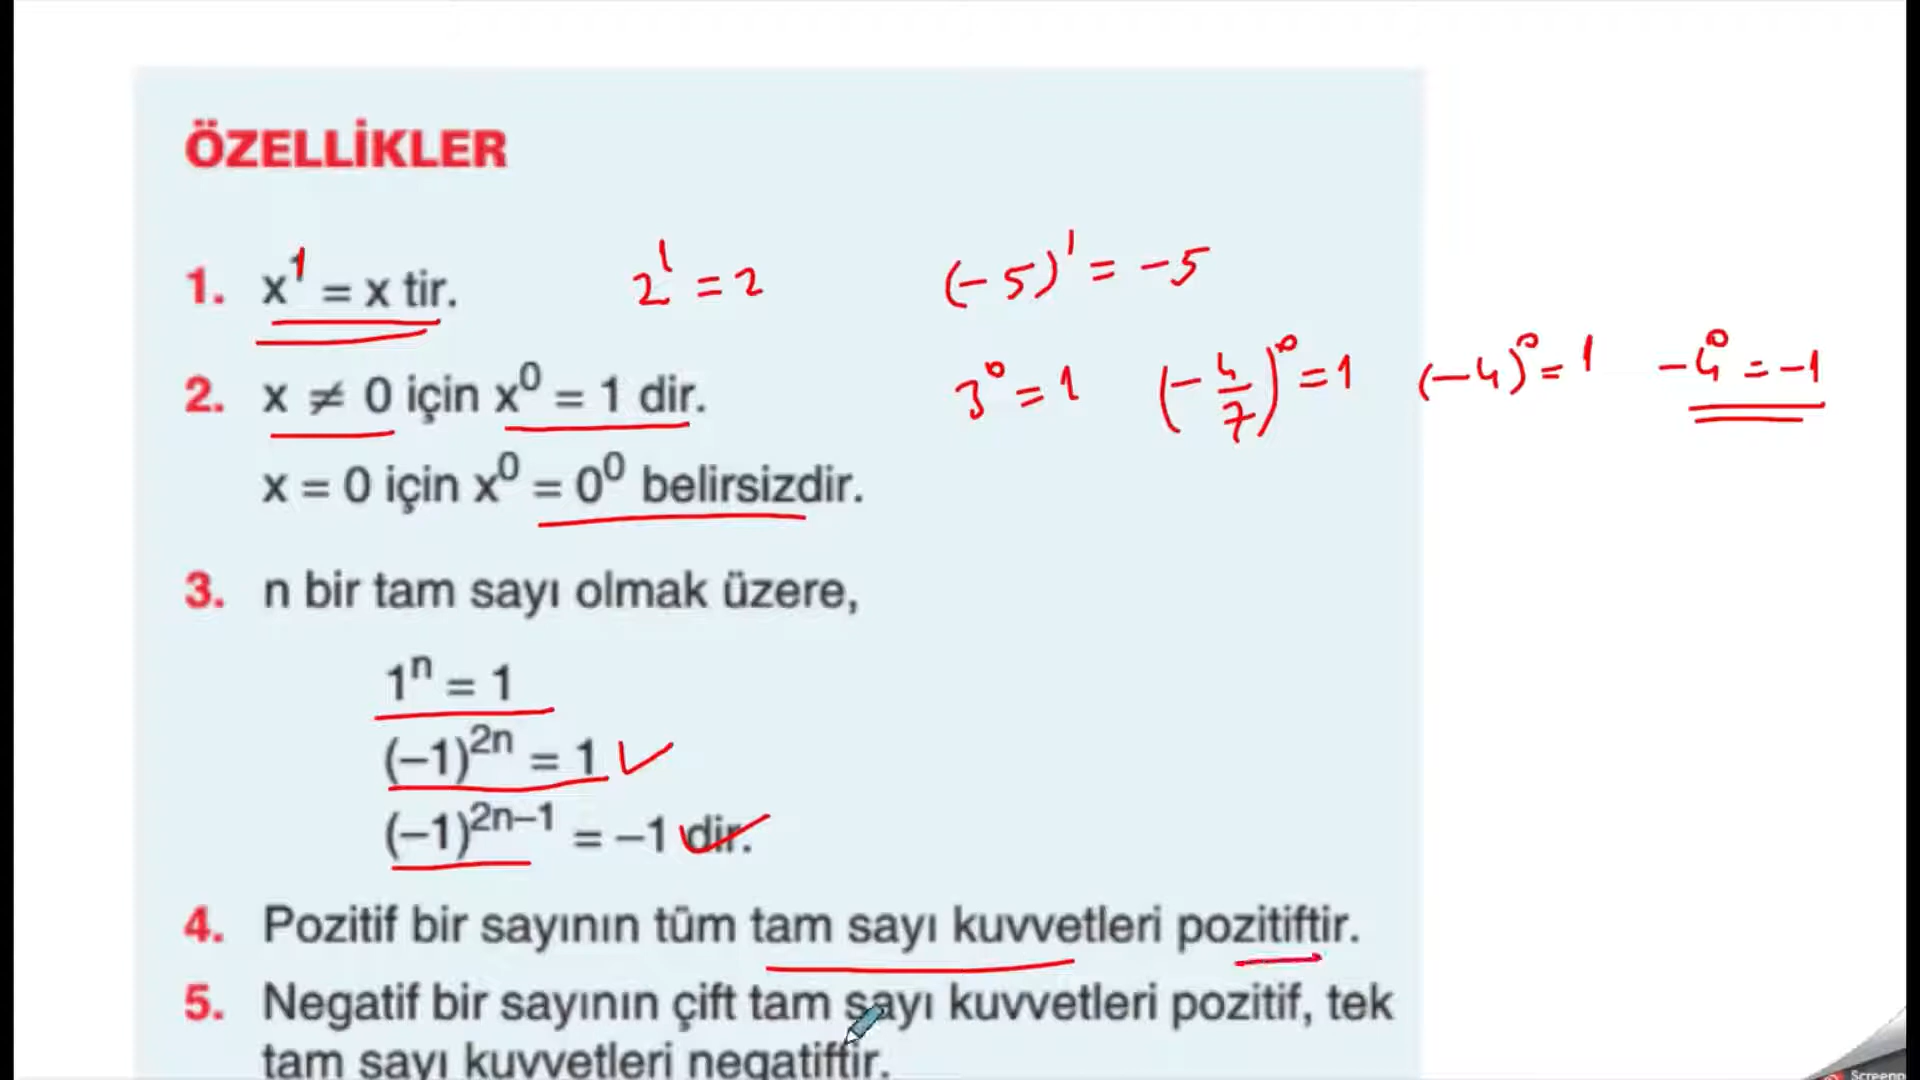 ÖZELLİKLER
1. x¹ = x tir. 2¹ = 2 (-5)¹ = -5
2. x ≠ 0 için x⁰ = 1 dir. 3⁰ = 1 (-4/7)⁰ = 1 (-4)⁰ = 1 -4⁰ = -1
x = 0 için x⁰ = 0⁰ belirsizdir.
3. n bir tam sayı olmak üzere,
1ⁿ = 1
(–1)²ⁿ = 1
(–1)²ⁿ⁻¹ = –1 dir.
4. Pozitif bir sayının tüm tam sayı kuvvetleri pozitiftir.
5. Negatif bir sayının çift tam sayı kuvvetleri pozitif, tek
tam sayı kuvvetleri negatiftir.